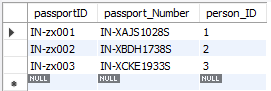 passportID passport_Number person_ID
IN-zx001 IN-XAJS1028S 1
IN-zx002 IN-XBDH1738S 2
IN-zx003 IN-XCKE1933S 3
NULL NULL NULL